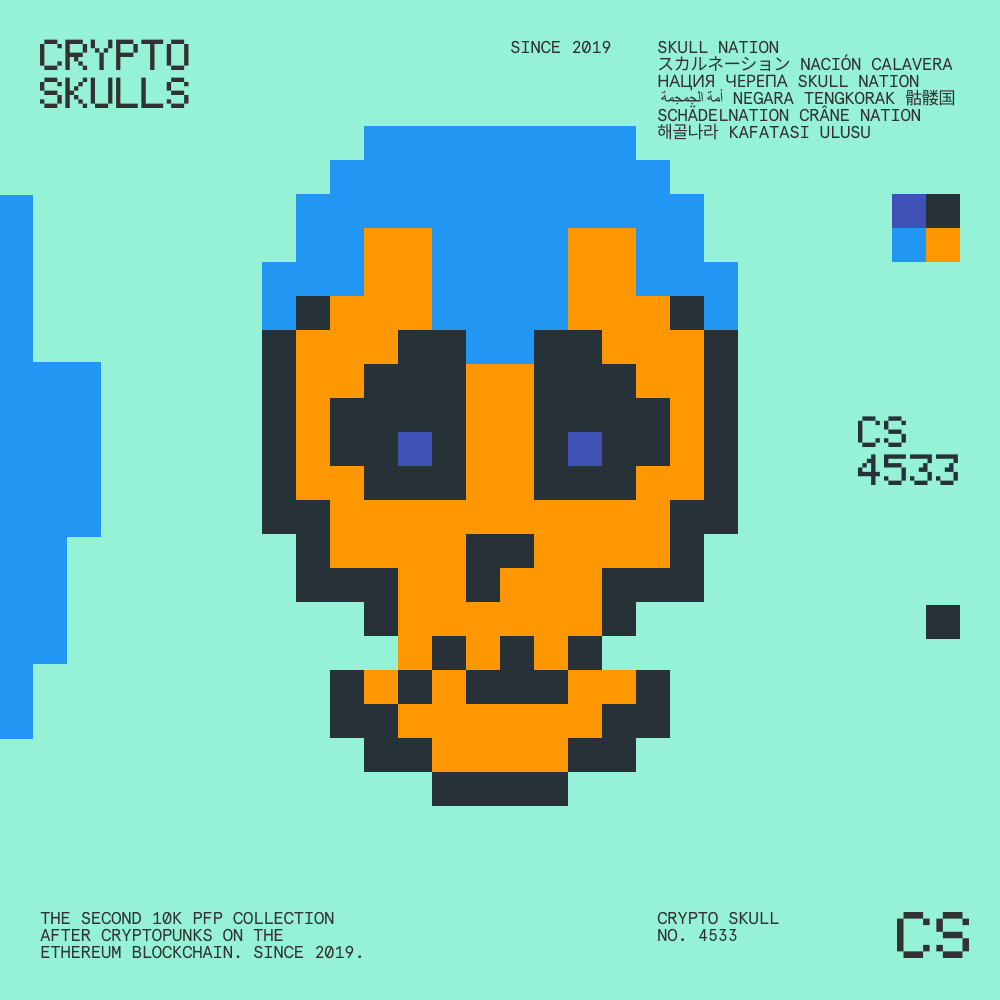 CRYPTO
SKULLS
SINCE 2019
SKULL NATION
スカルネーション NACIÓN CALAVERA
НАЦИЯ ЧЕРЕПА SKULL NATION
أمة الجمجمة NEGARA TENGKORAK 骷髅国
SCHÄDELNATION CRÂNE NATION
해골나라 KAFATASI ULUSU
CS
4533
THE SECOND 10K PFP COLLECTION
AFTER CRYPTOPUNKS ON THE
ETHEREUM BLOCKCHAIN. SINCE 2019.
CRYPTO SKULL
NO. 4533
CS